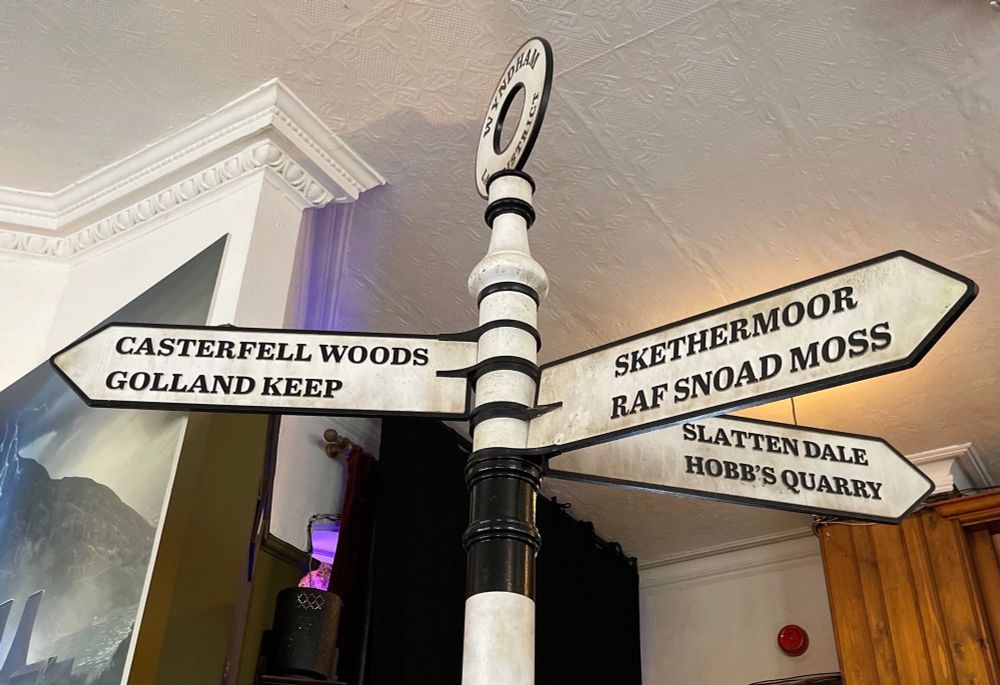 WYNDHAM
CASTERFELL WOODS
GOLLAND KEEP
SKETHERMOOR
RAF SNOAD MOSS
SLATTEN DALE
HOBB'S QUARRY